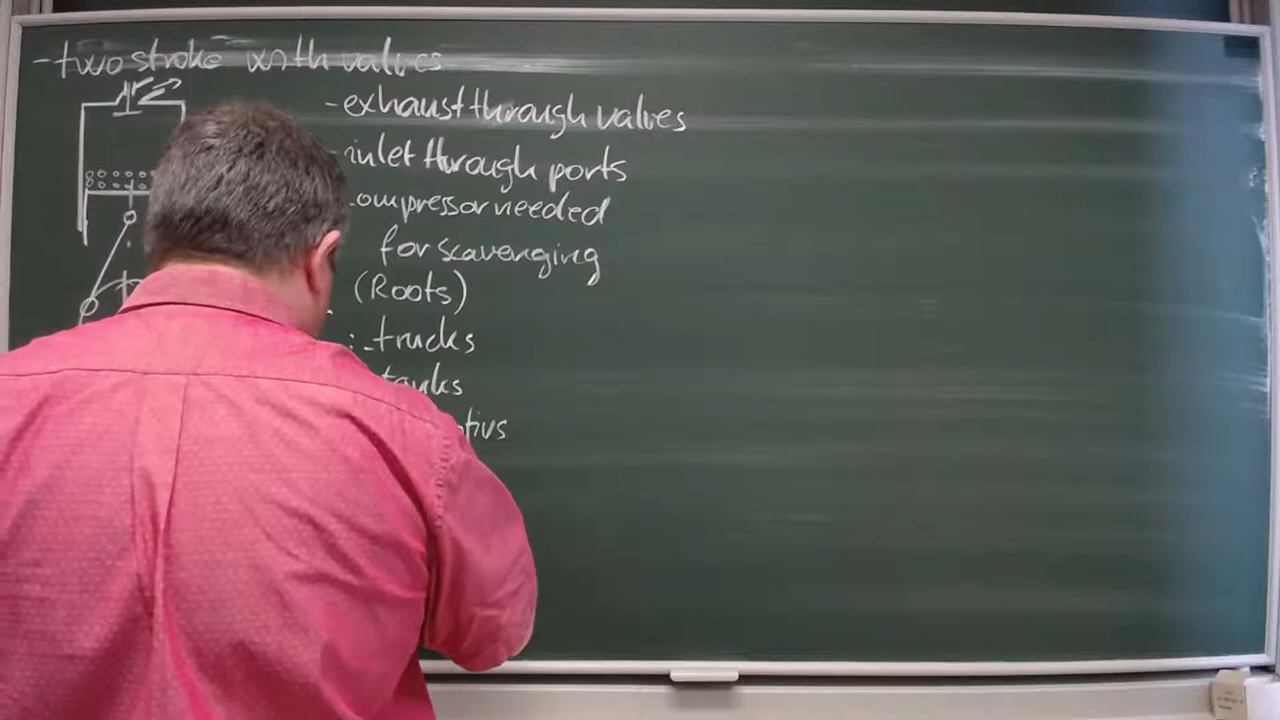 -two stroke with valves
-exhaust through valves
-inlet through ports
ompressor needed
for scavenging
(Roots)
: -trucks
tanks
tivs